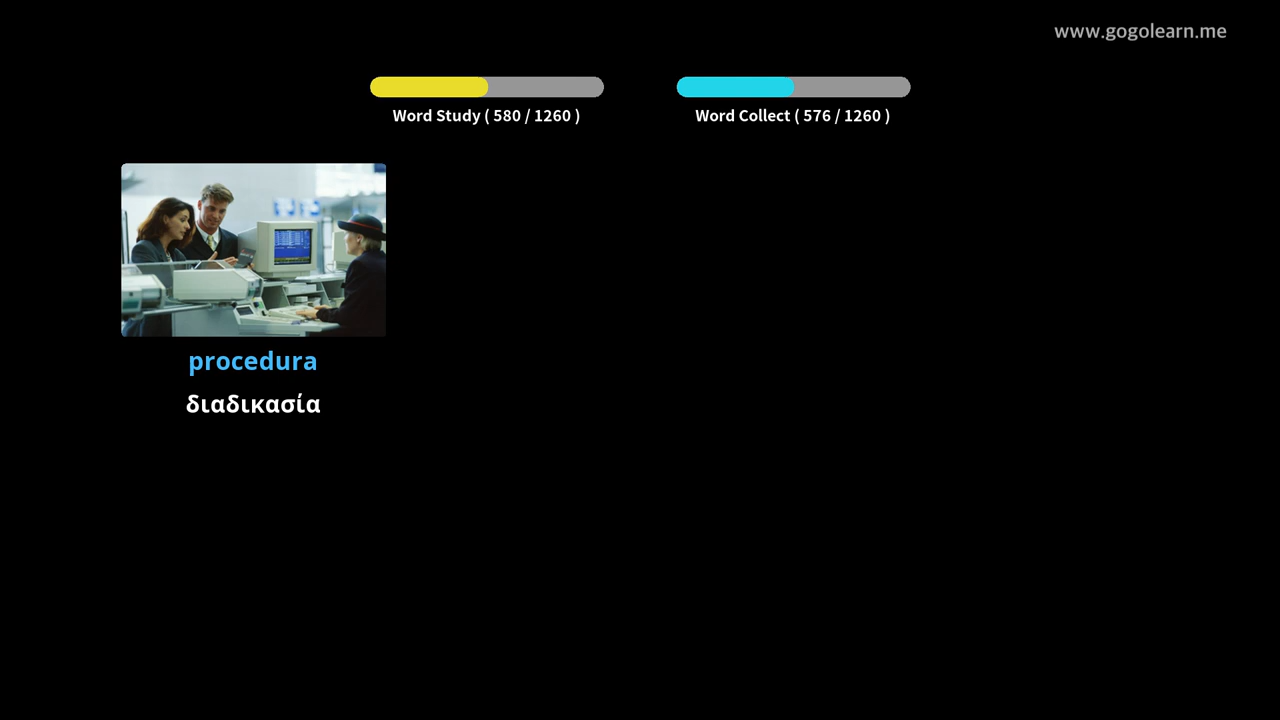 www.gogolearn.me
Word Study ( 580 / 1260 )
Word Collect ( 576 / 1260 )
procedura
διαδικασία